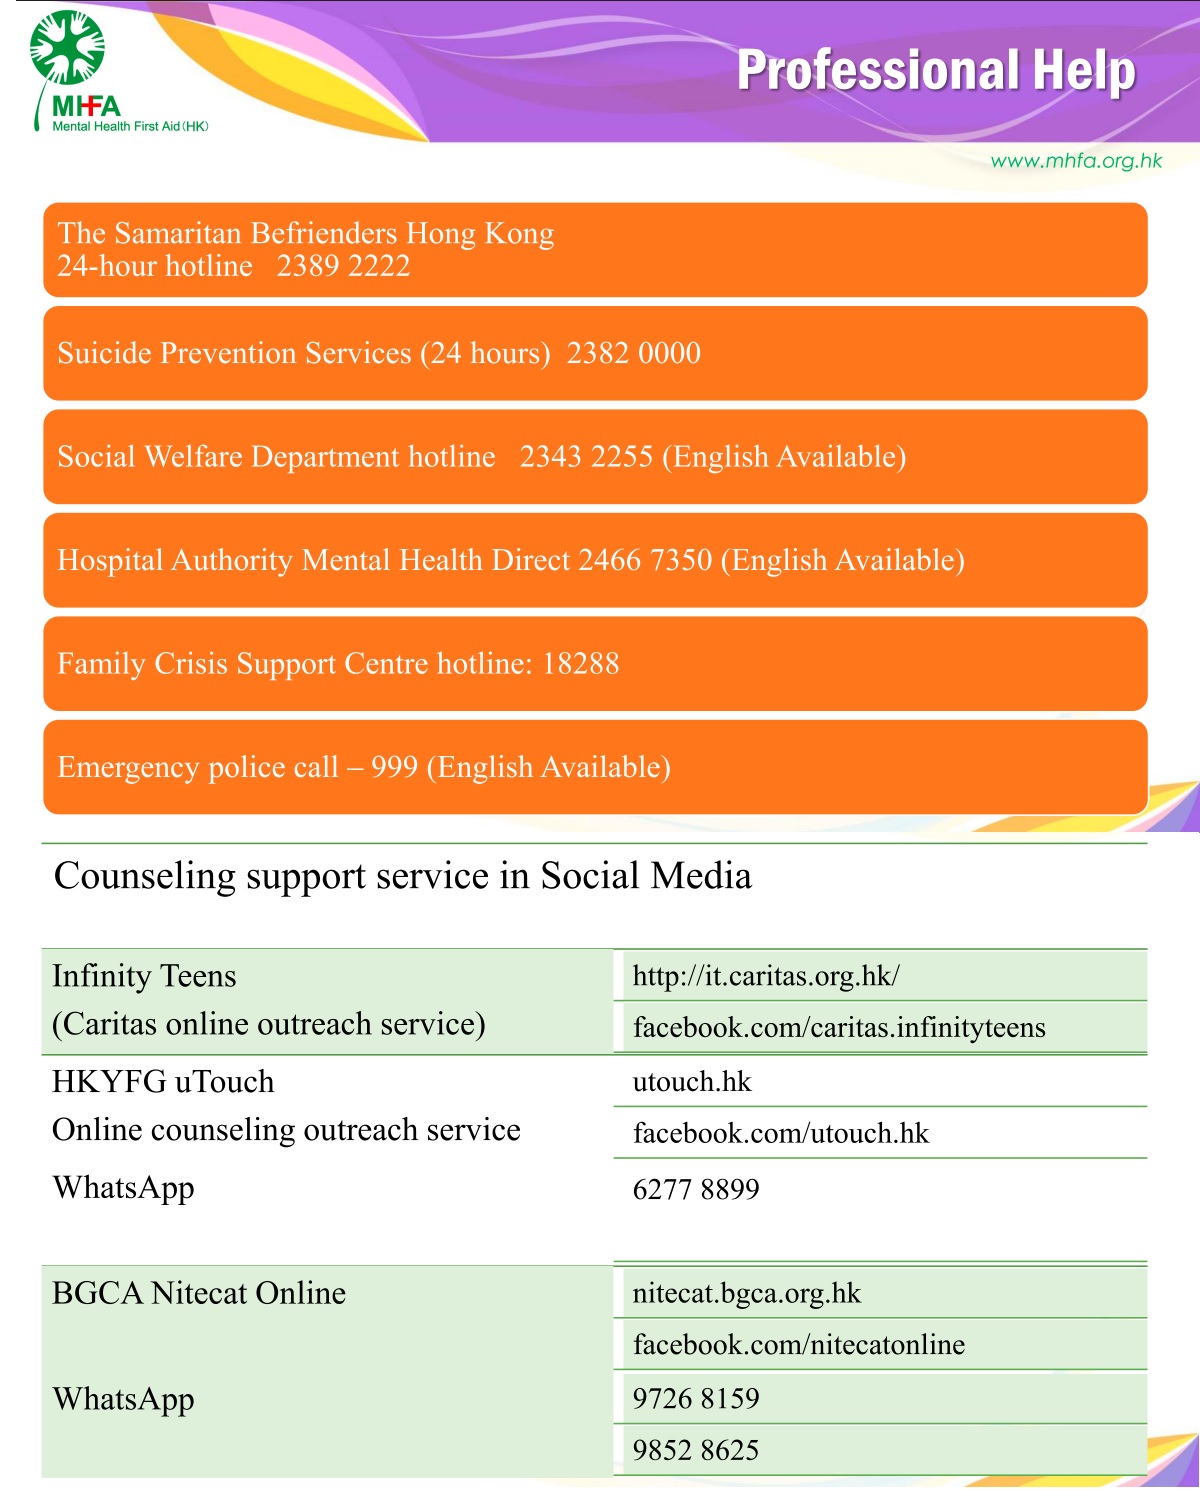 MHFA
Mental Health First Aid (HK)
Professional Help
www.mhfa.org.hk
The Samaritan Befrienders Hong Kong
24-hour hotline 2389 2222
Suicide Prevention Services (24 hours) 2382 0000
Social Welfare Department hotline 2343 2255 (English Available)
Hospital Authority Mental Health Direct 2466 7350 (English Available)
Family Crisis Support Centre hotline: 18288
Emergency police call – 999 (English Available)
Counseling support service in Social Media
Infinity Teens
(Caritas online outreach service)
http://it.caritas.org.hk/
facebook.com/caritas.infinityteens
HKYFG uTouch
Online counseling outreach service
utouch.hk
facebook.com/utouch.hk
WhatsApp
6277 8899
BGCA Nitecat Online
nitecat.bgca.org.hk
facebook.com/nitecatonline
WhatsApp
9726 8159
9852 8625